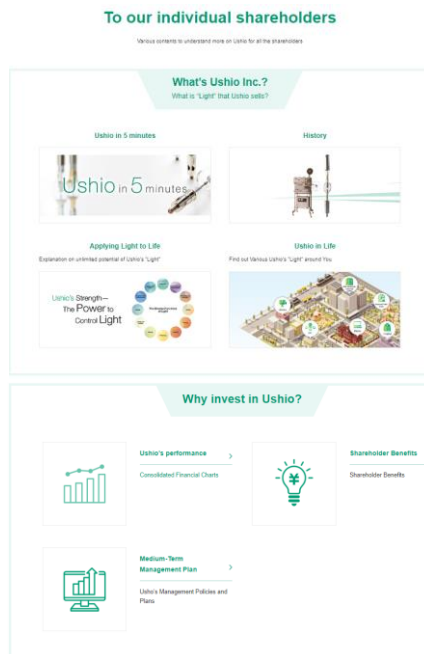 To our individual shareholders
Various contents to understand more on Ushio for all the shareholders
What's Ushio Inc.?
What is "Light" that Ushio sells?
Ushio in 5 minutes
History
Ushio in 5 minutes
Applying Light to Life
Ushio in Life
Explanation on unlimited potential of Ushio's "Light"
Find out Various Ushio's "Light" around You
Ushio's Strength—
The Power to
Control Light
Why invest in Ushio?
Ushio's performance
Consolidated Financial Charts
Shareholder Benefits
Shareholder Benefits
Medium-Term
Management Plan
Ushio's Management Policies and
Plans